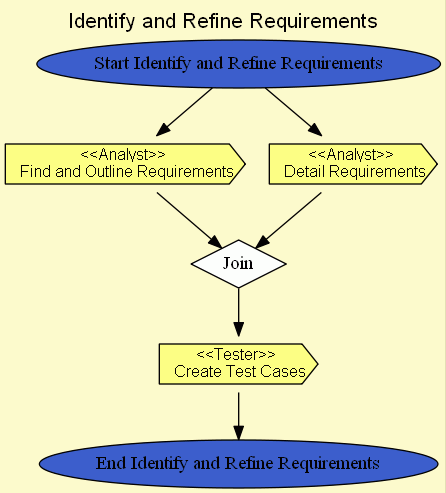 Identify and Refine Requirements
Start Identify and Refine Requirements
<<Analyst>>
Find and Outline Requirements
<<Analyst>>
Detail Requirements
Join
<<Tester>>
Create Test Cases
End Identify and Refine Requirements